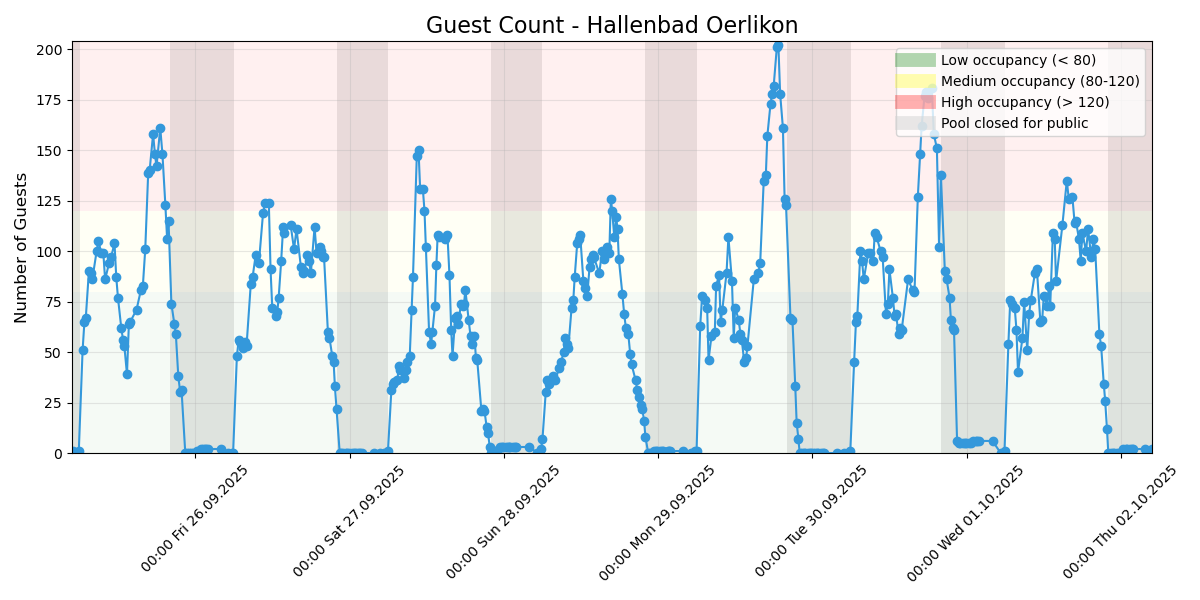 Guest Count - Hallenbad Oerlikon
Number of Guests
200
175
150
125
100
75
50
25
0
Low occupancy (< 80)
Medium occupancy (80-120)
High occupancy (> 120)
Pool closed for public
00:00 Fri 26.09.2025
00:00 Sat 27.09.2025
00:00 Sun 28.09.2025
00:00 Mon 29.09.2025
00:00 Tue 30.09.2025
00:00 Wed 01.10.2025
00:00 Thu 02.10.2025